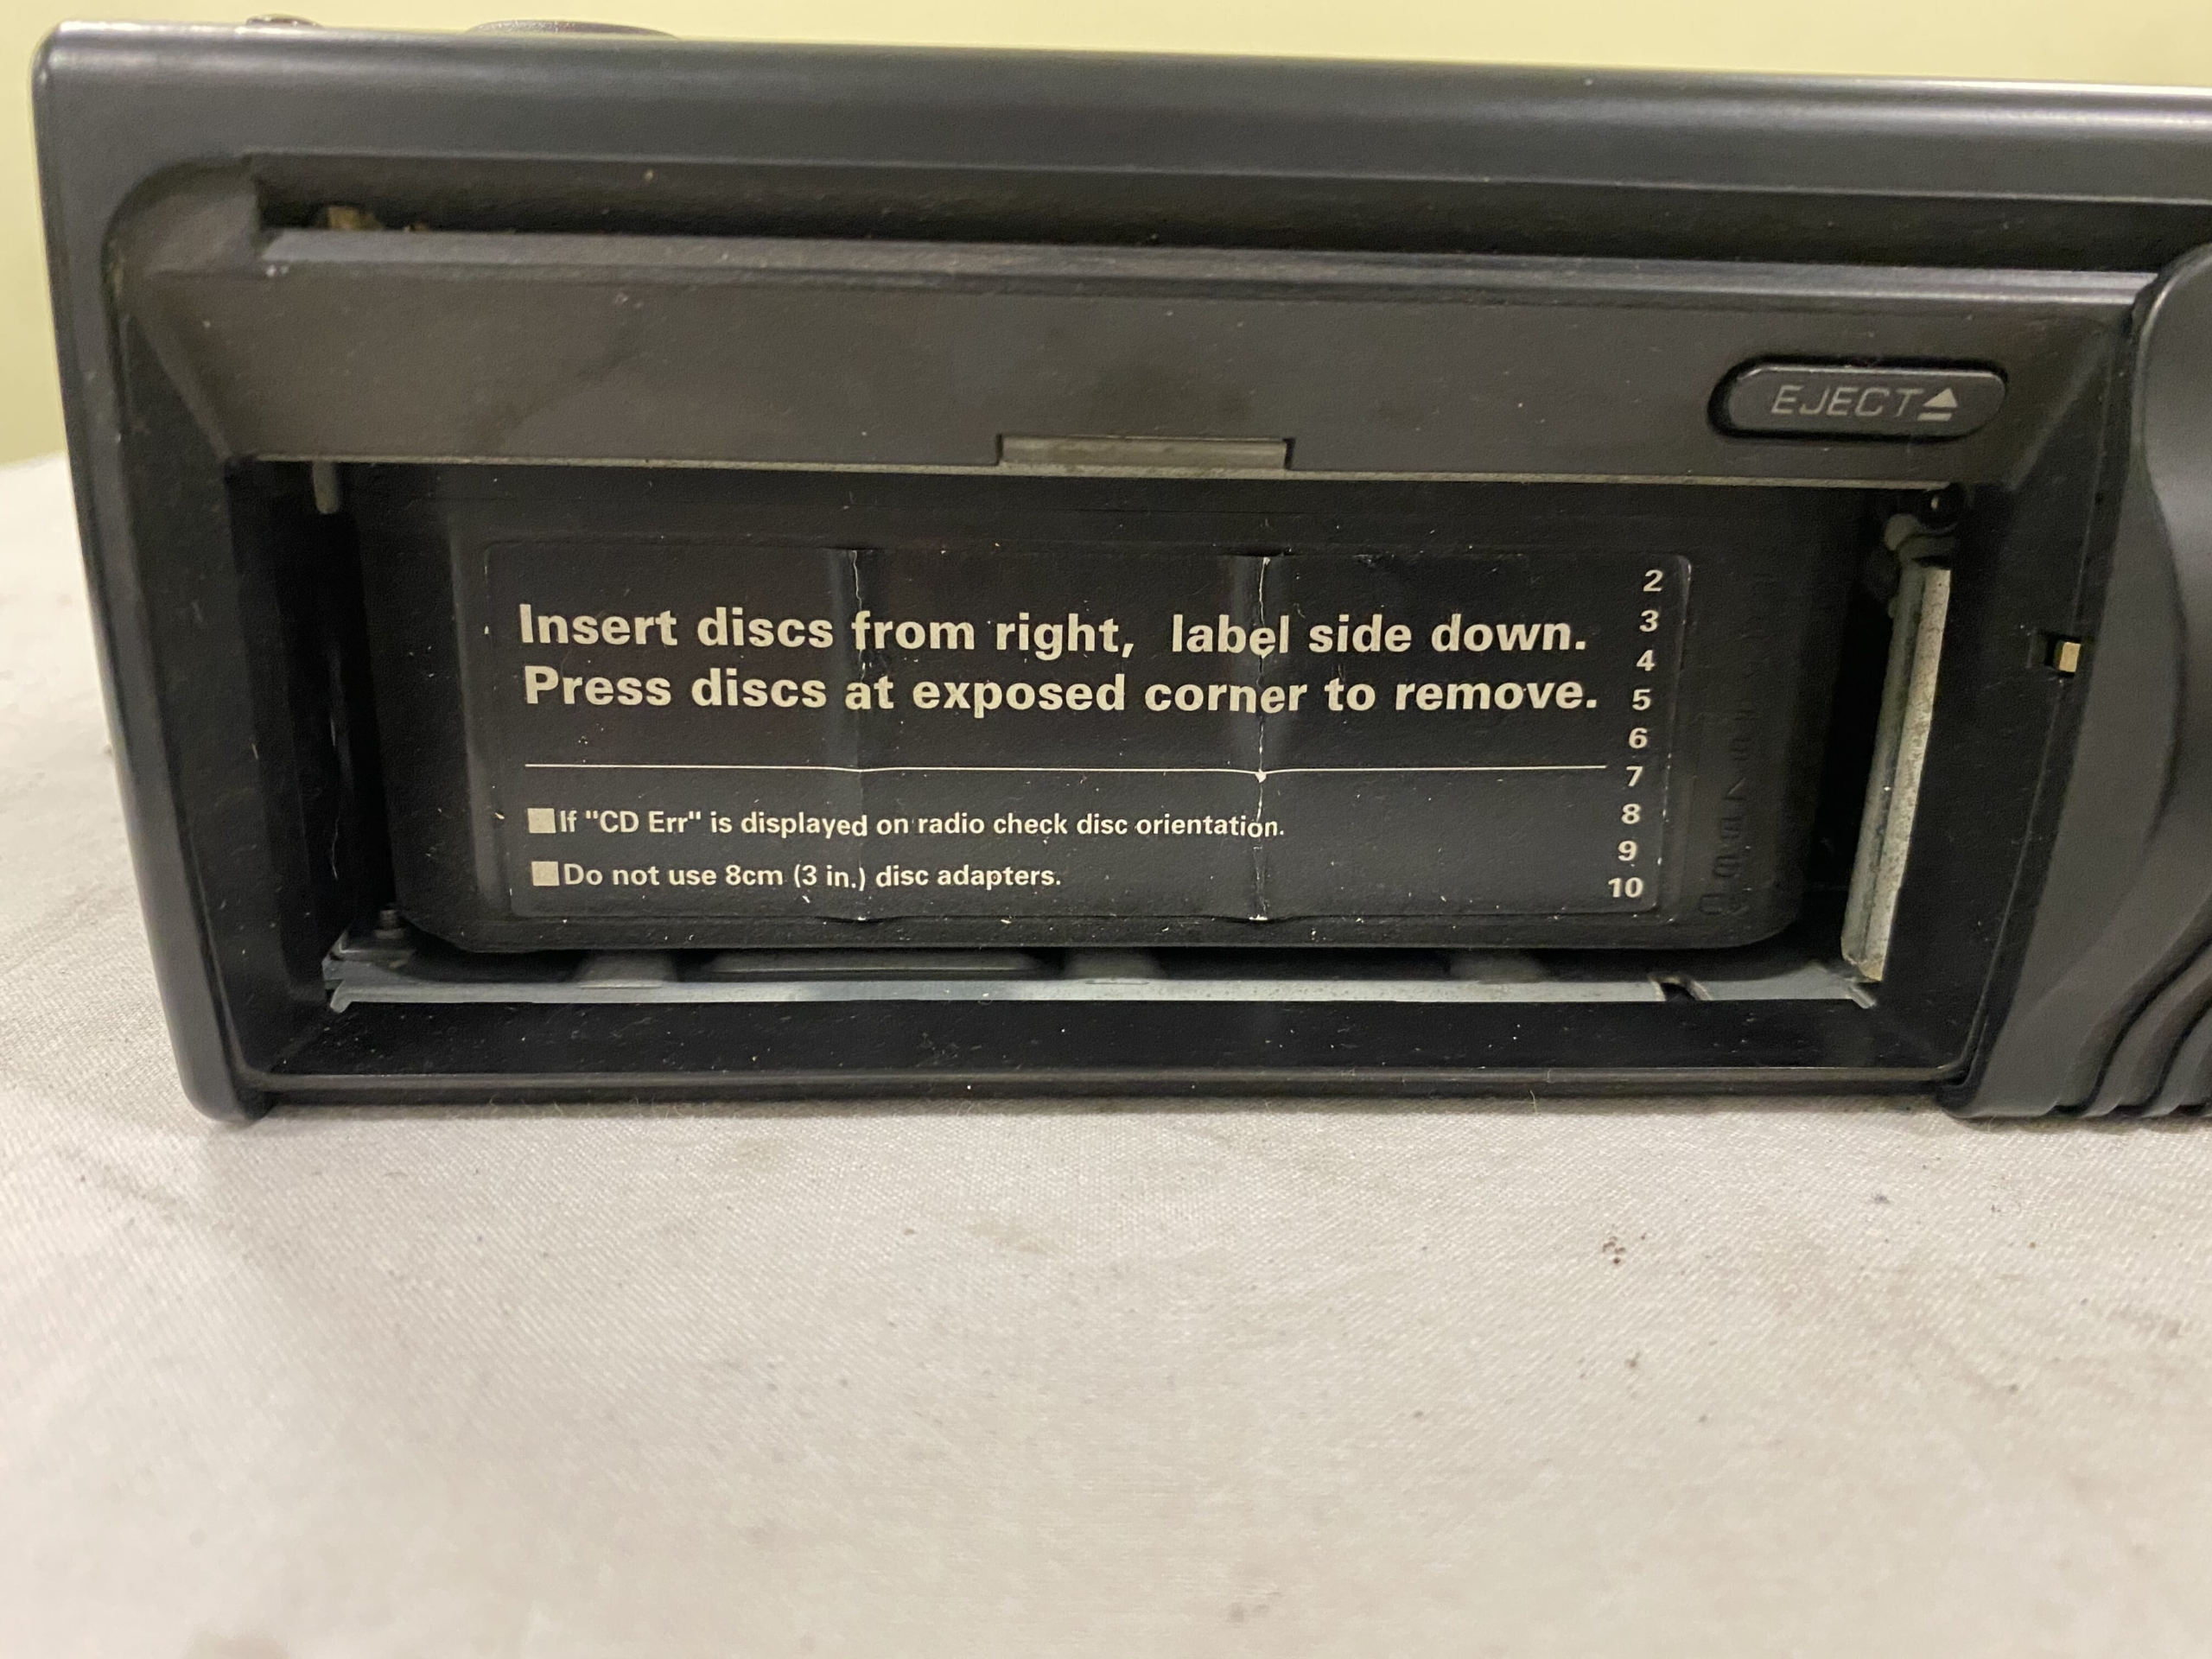 EJECT
Insert discs from right, label side down.
Press discs at exposed corner to remove.
■If "CD Err" is displayed on radio check disc orientation.
■Do not use 8cm (3 in.) disc adapters.
2
3
4
5
6
7
8
9
10